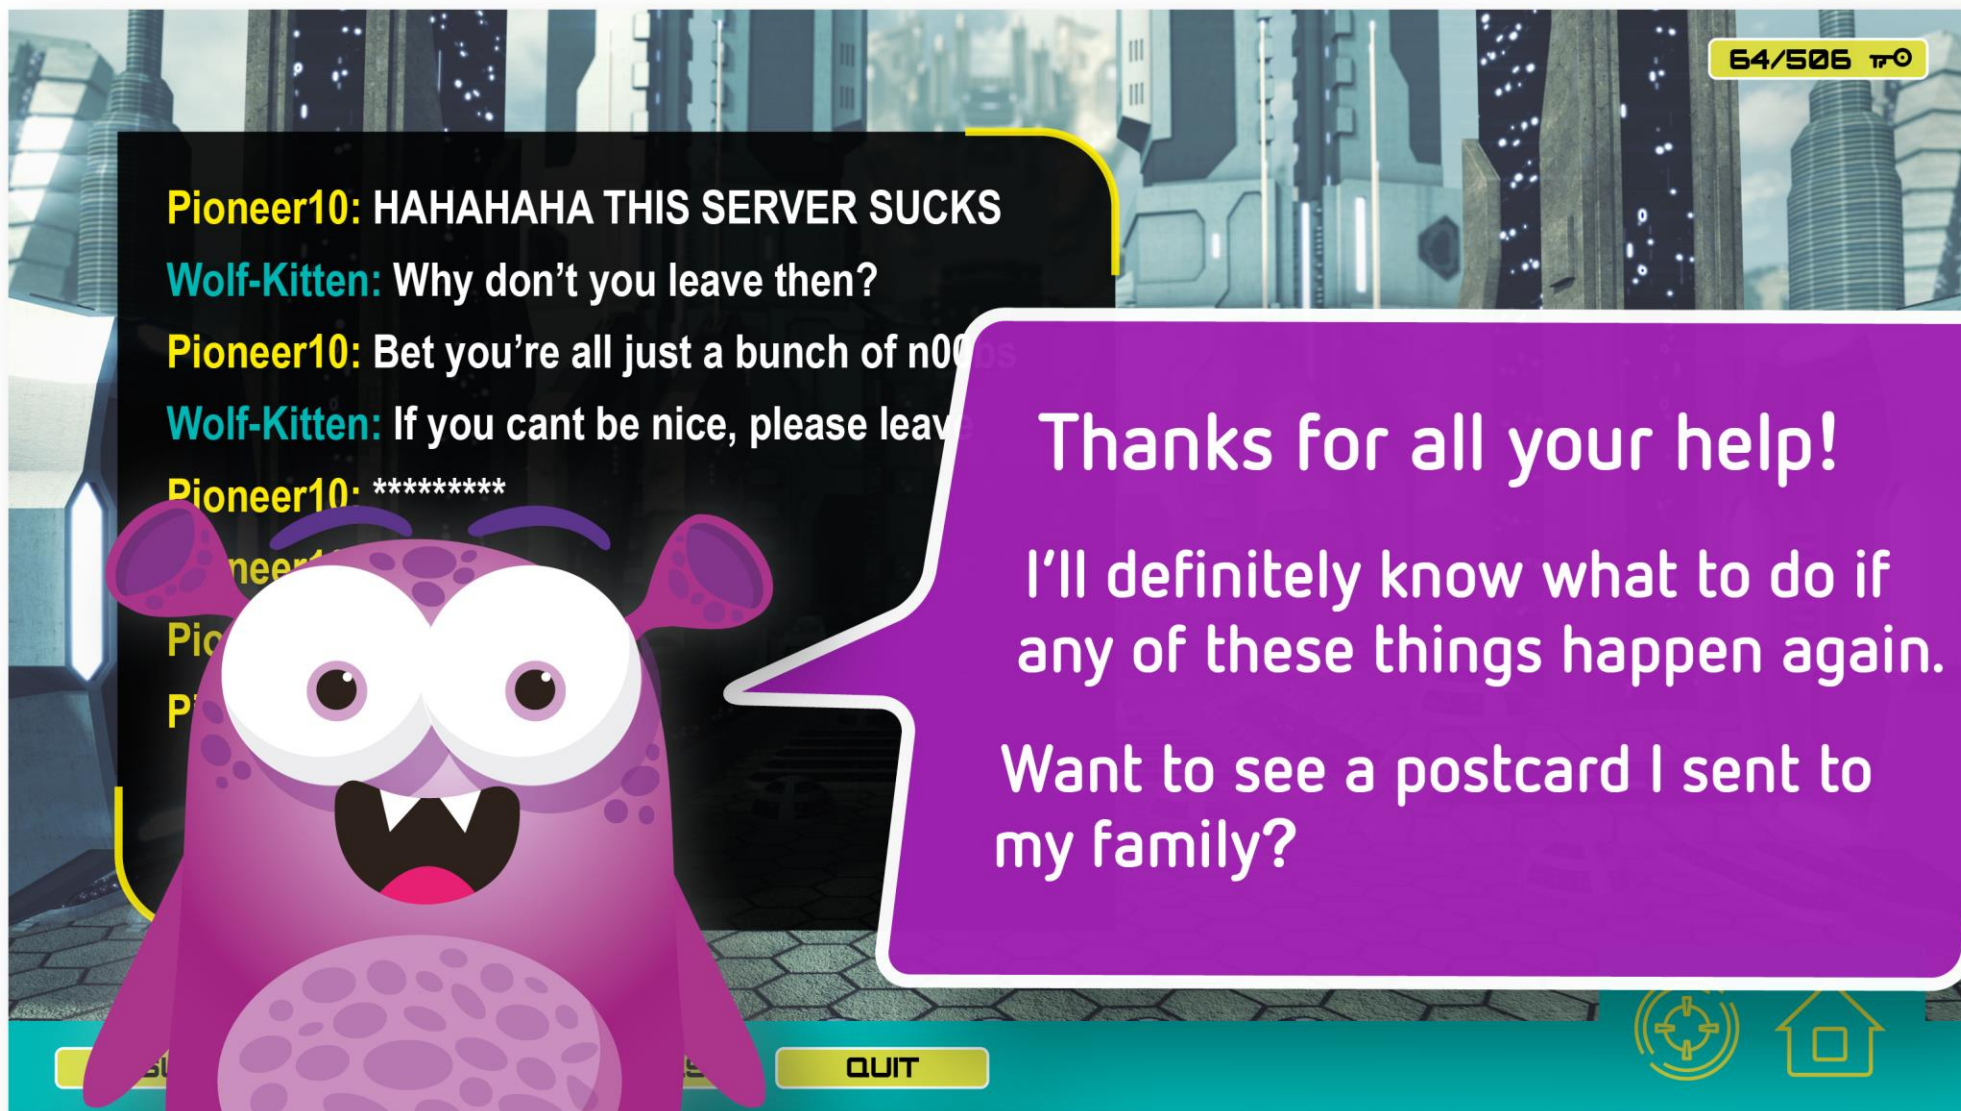 64/506
Pioneer10: HAHAHAHA THIS SERVER SUCKS
Wolf-Kitten: Why don't you leave then?
Pioneer10: Bet you're all just a bunch of n00bs
Wolf-Kitten: If you cant be nice, please leave
Pioneer10: *********
Thanks for all your help!
I'll definitely know what to do if
any of these things happen again.
Want to see a postcard I sent to
my family?
QUIT